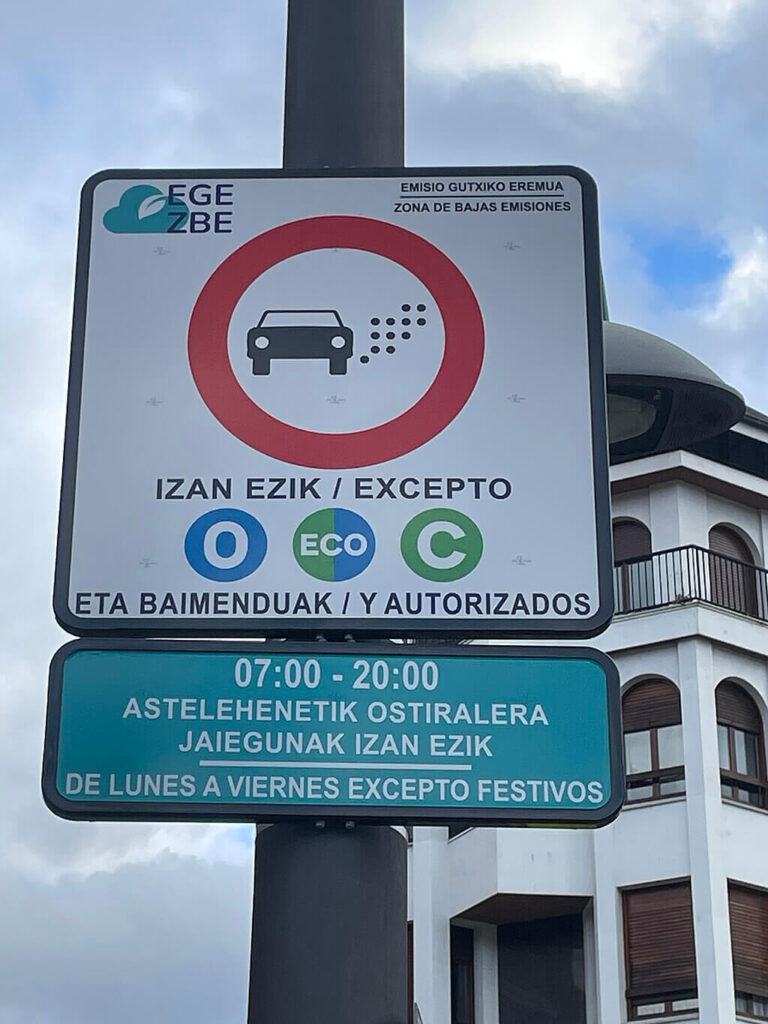 EGE
ZBE
EMISIO GUTXIKO EREMUA
ZONA DE BAJAS EMISIONES
IZAN EZIK / EXCEPTO
0 ECO C
ETA BAIMENDUAK / Y AUTORIZADOS
07:00 - 20:00
ASTELEHENETIK OSTIRALERA
JAIEGUNAK IZAN EZIK
DE LUNES A VIERNES EXCEPTO FESTIVOS